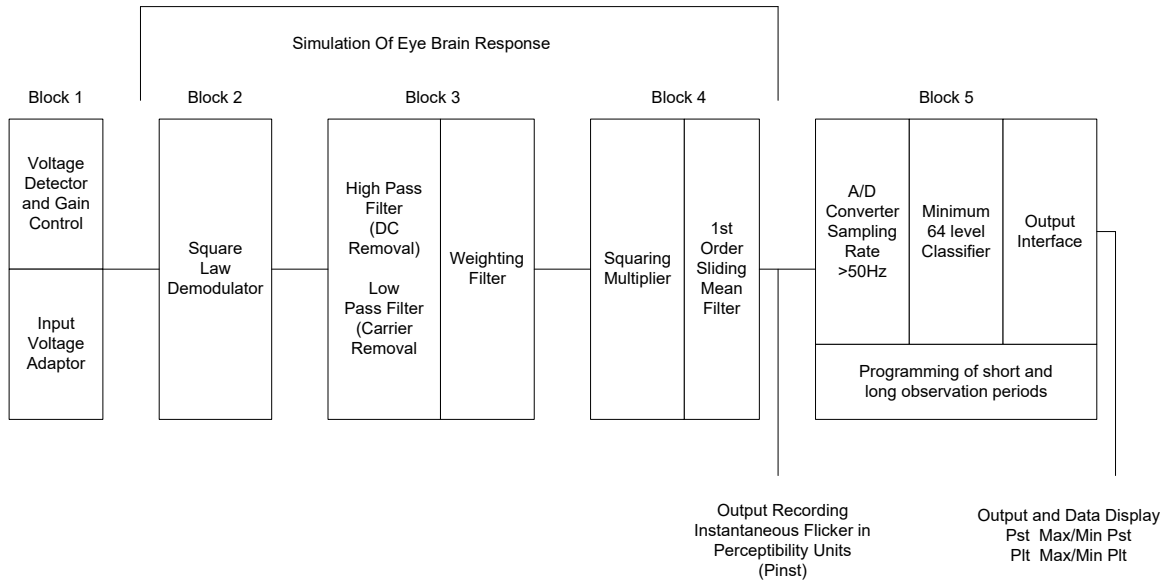 Simulation Of Eye Brain Response
Block 1
Block 2
Block 3
Block 4
Block 5
Voltage
Detector
and Gain
Control
Input
Voltage
Adaptor
Square
Law
Demodulator
High Pass
Filter
(DC
Removal)
Low
Pass Filter
(Carrier
Removal
Weighting
Filter
Squaring
Multiplier
1st
Order
Sliding
Mean
Filter
A/D
Converter
Sampling
Rate
>50Hz
Minimum
64 level
Classifier
Output
Interface
Programming of short and
long observation periods
Output Recording
Instantaneous Flicker in
Perceptibility Units
(Pinst)
Output and Data Display
Pst Max/Min Pst
Plt Max/Min Plt